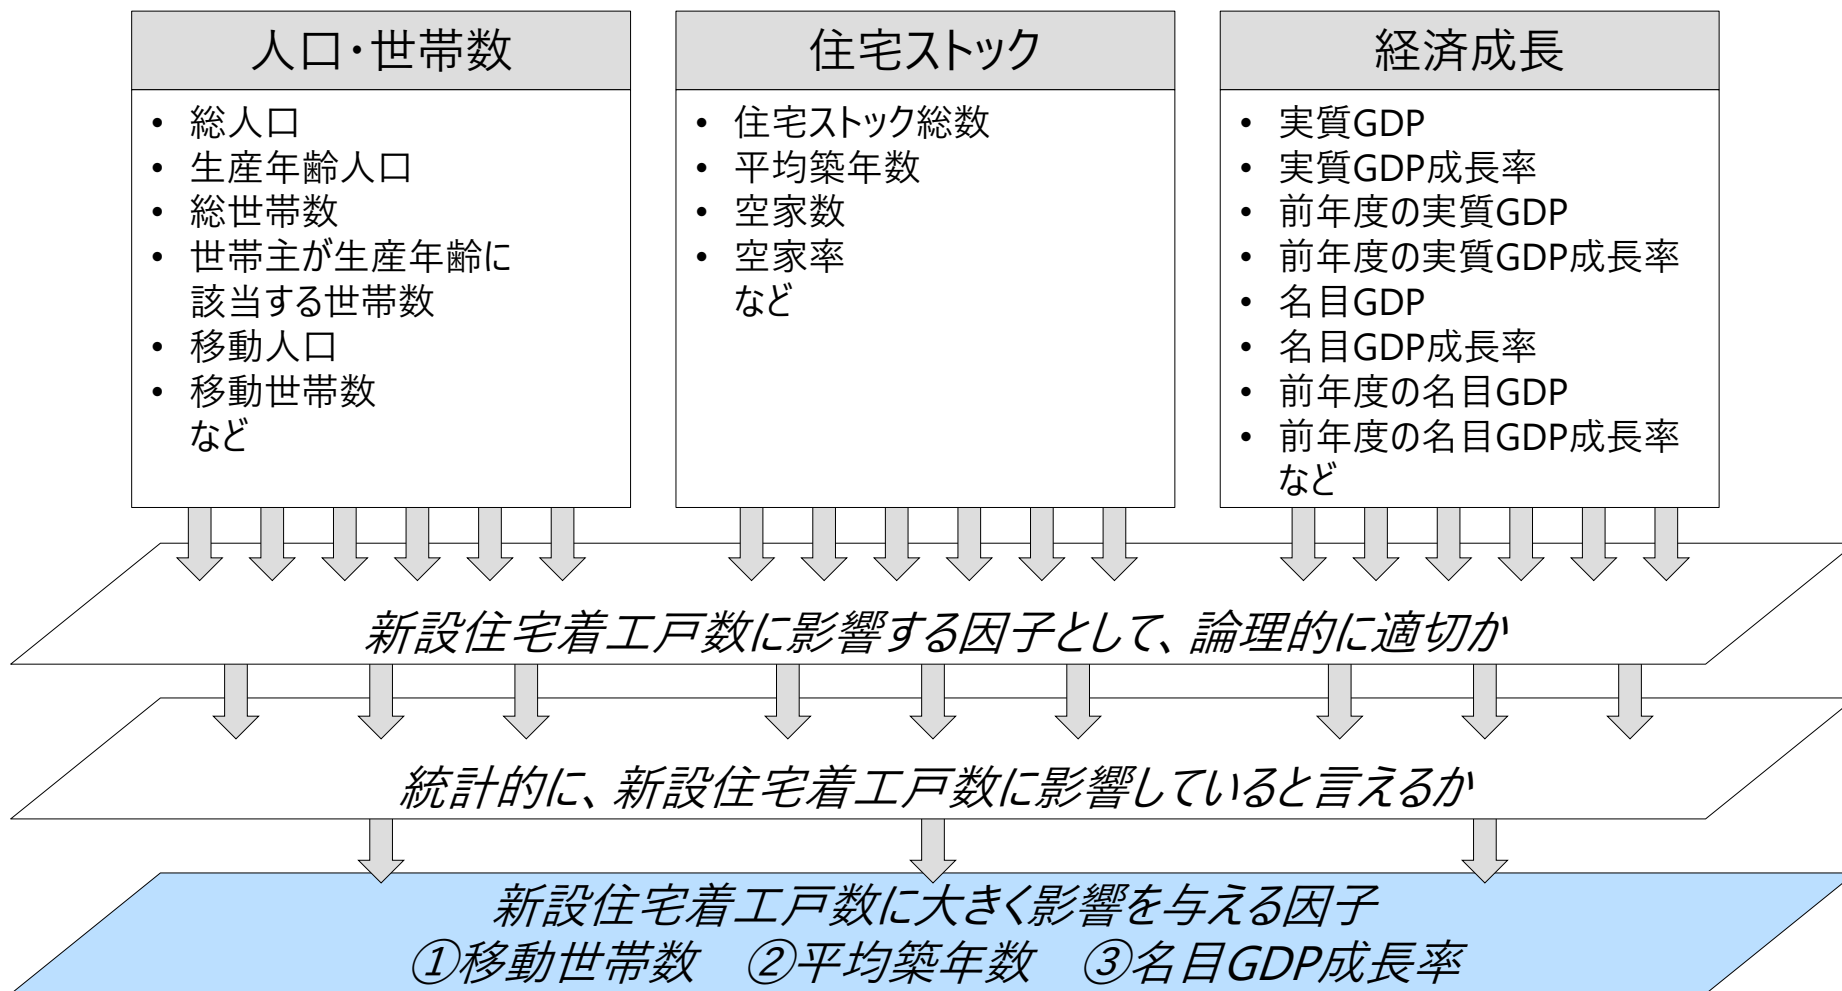 人口・世帯数
• 総人口
• 生産年齢人口
• 総世帯数
• 世帯主が生産年齢に
該当する世帯数
• 移動人口
• 移動世帯数
など
住宅ストック
• 住宅ストック総数
• 平均築年数
• 空家数
• 空家率
など
経済成長
• 実質GDP
• 実質GDP成長率
• 前年度の実質GDP
• 前年度の実質GDP成長率
• 名目GDP
• 名目GDP成長率
• 前年度の名目GDP
• 前年度の名目GDP成長率
など
新設住宅着工戸数に影響する因子として、論理的に適切か
統計的に、新設住宅着工戸数に影響していると言えるか
新設住宅着工戸数に大きく影響を与える因子
①移動世帯数　②平均築年数　③名目GDP成長率